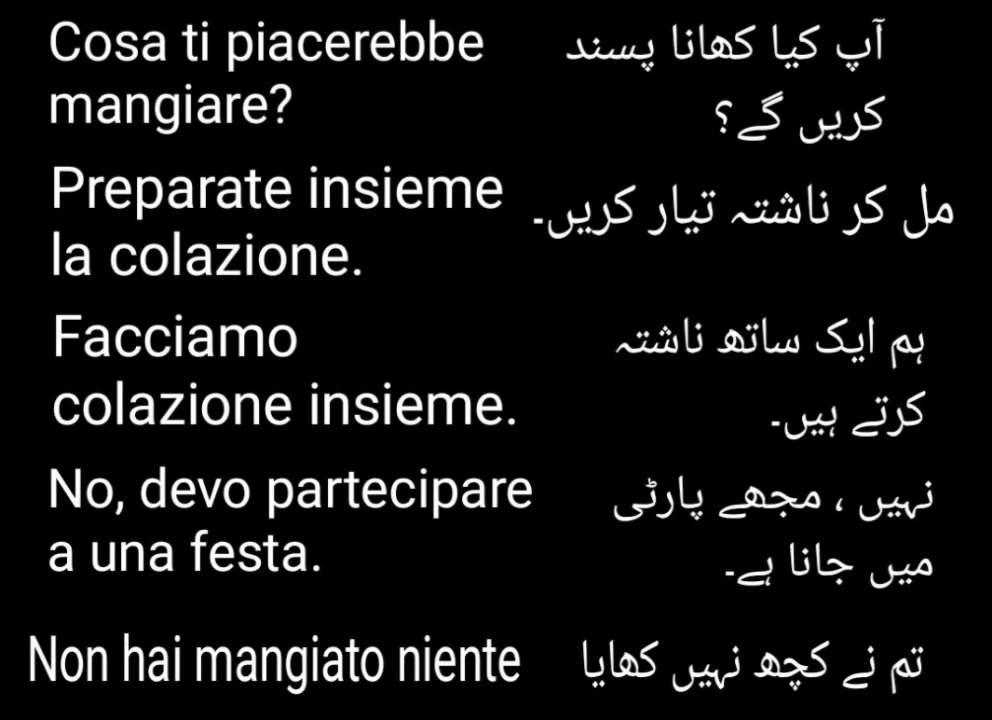 Cosa ti piacerebbe
mangiare?
آپ کیا کھانا پسند
کریں گے؟
Preparate insieme
la colazione.
مل کر ناشتہ تیار کریں۔
Facciamo
colazione insieme.
ہم ایک ساتھ ناشتہ
کرتے ہیں۔
No, devo partecipare
a una festa.
نہیں ، مجھے پارٹی
میں جانا ہے۔
Non hai mangiato niente
تم نے کچھ نہیں کھایا